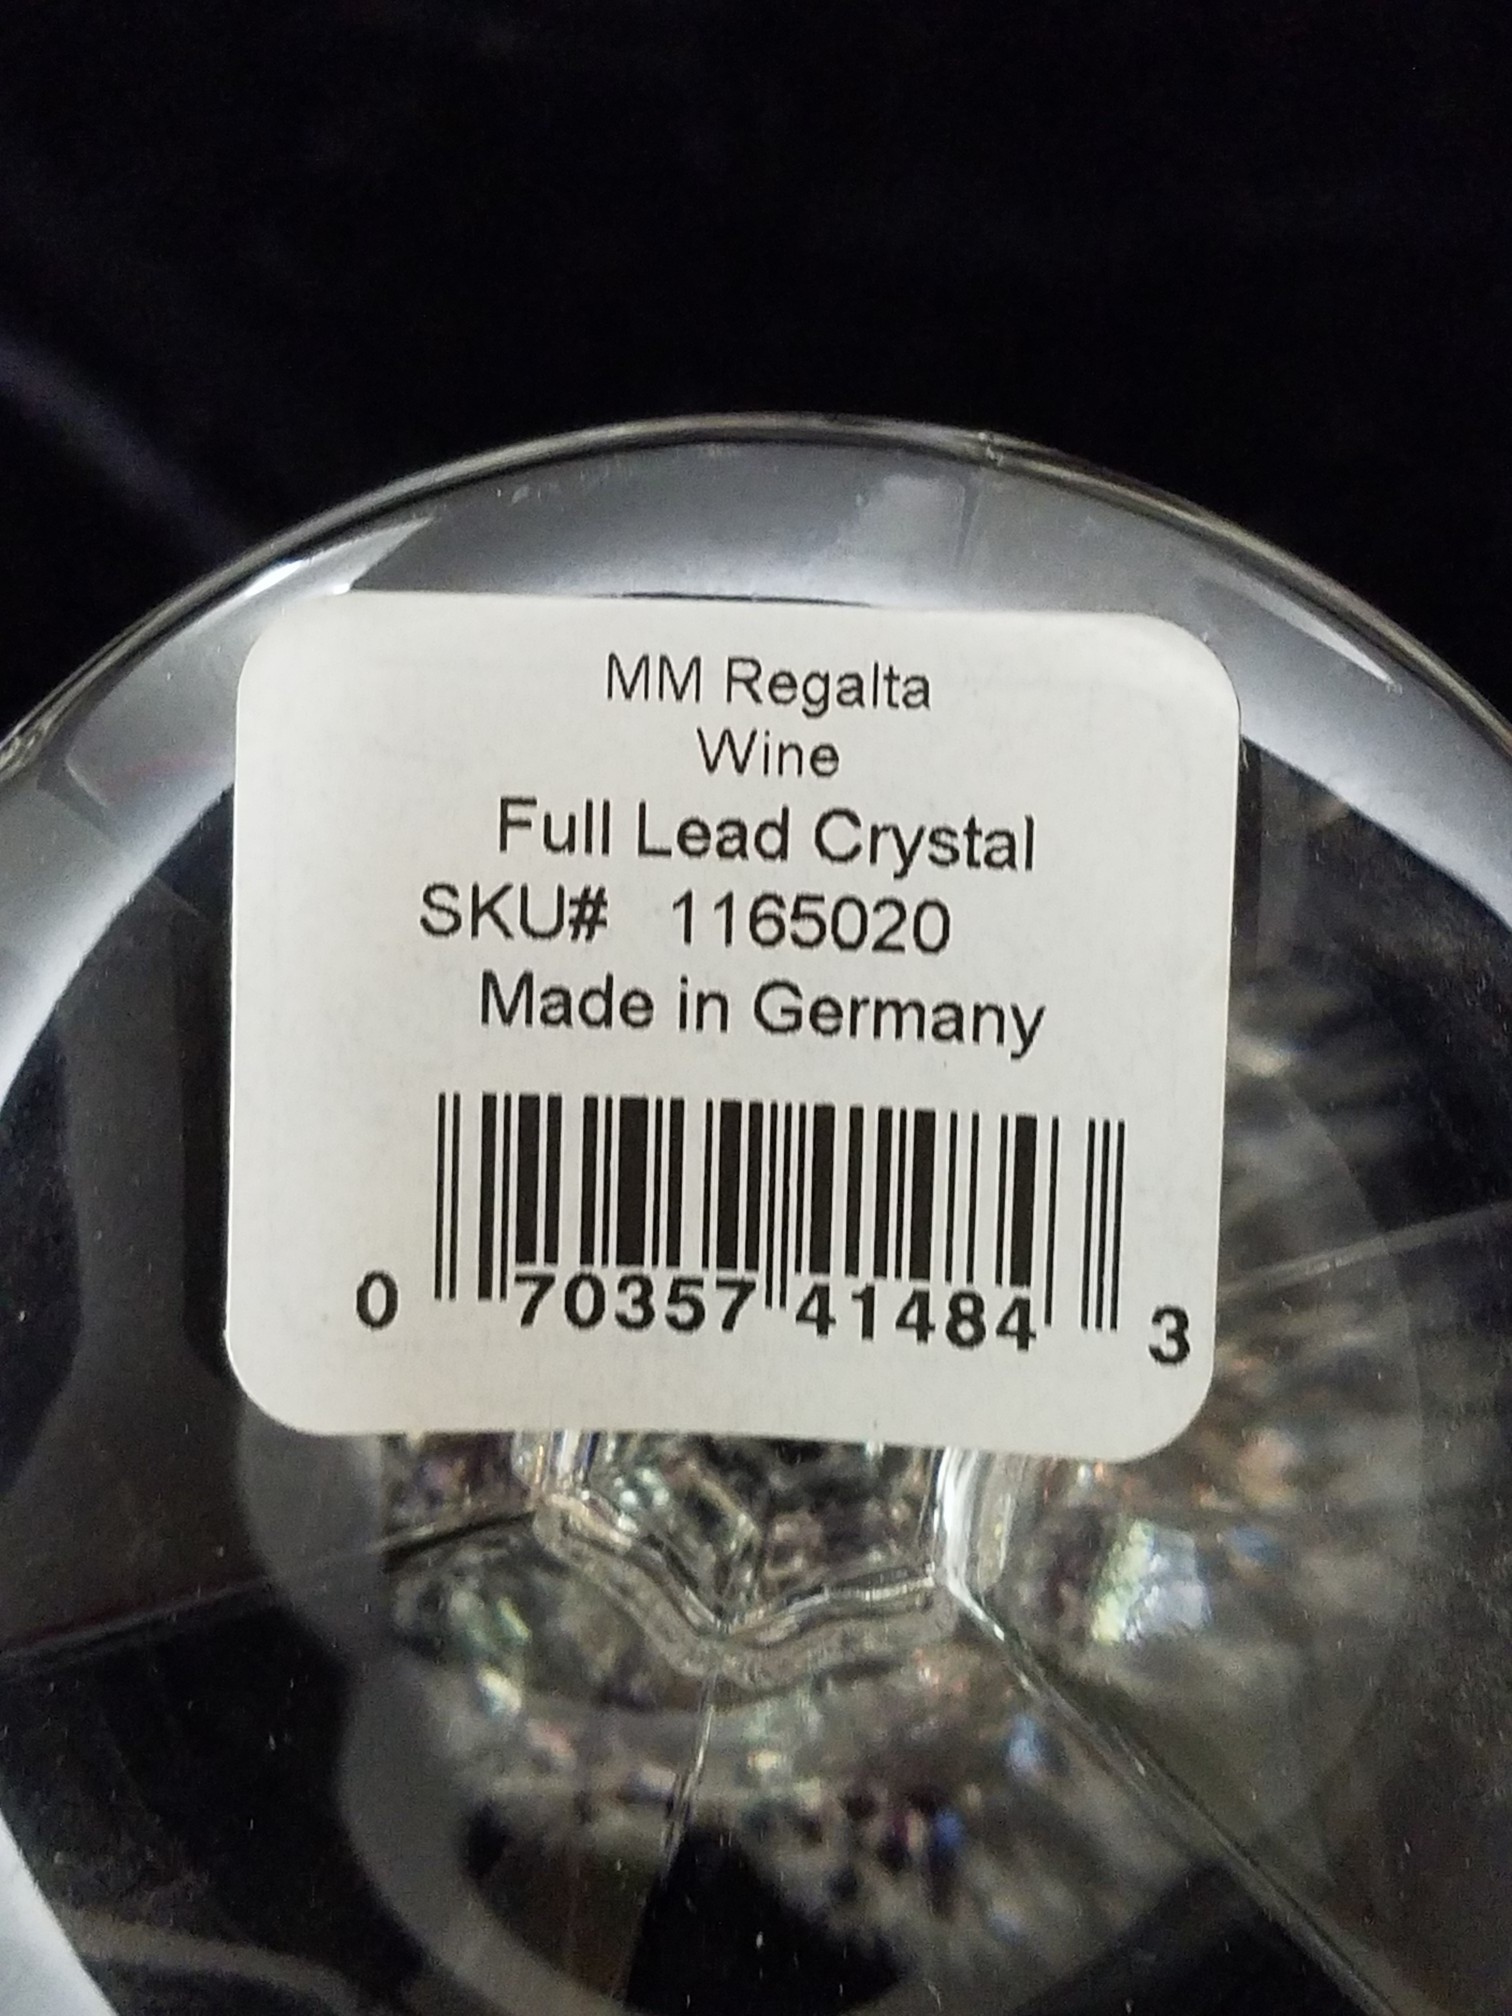 MM Regalta
Wine
Full Lead Crystal
SKU# 1165020
Made in Germany
0 70357 41484 3